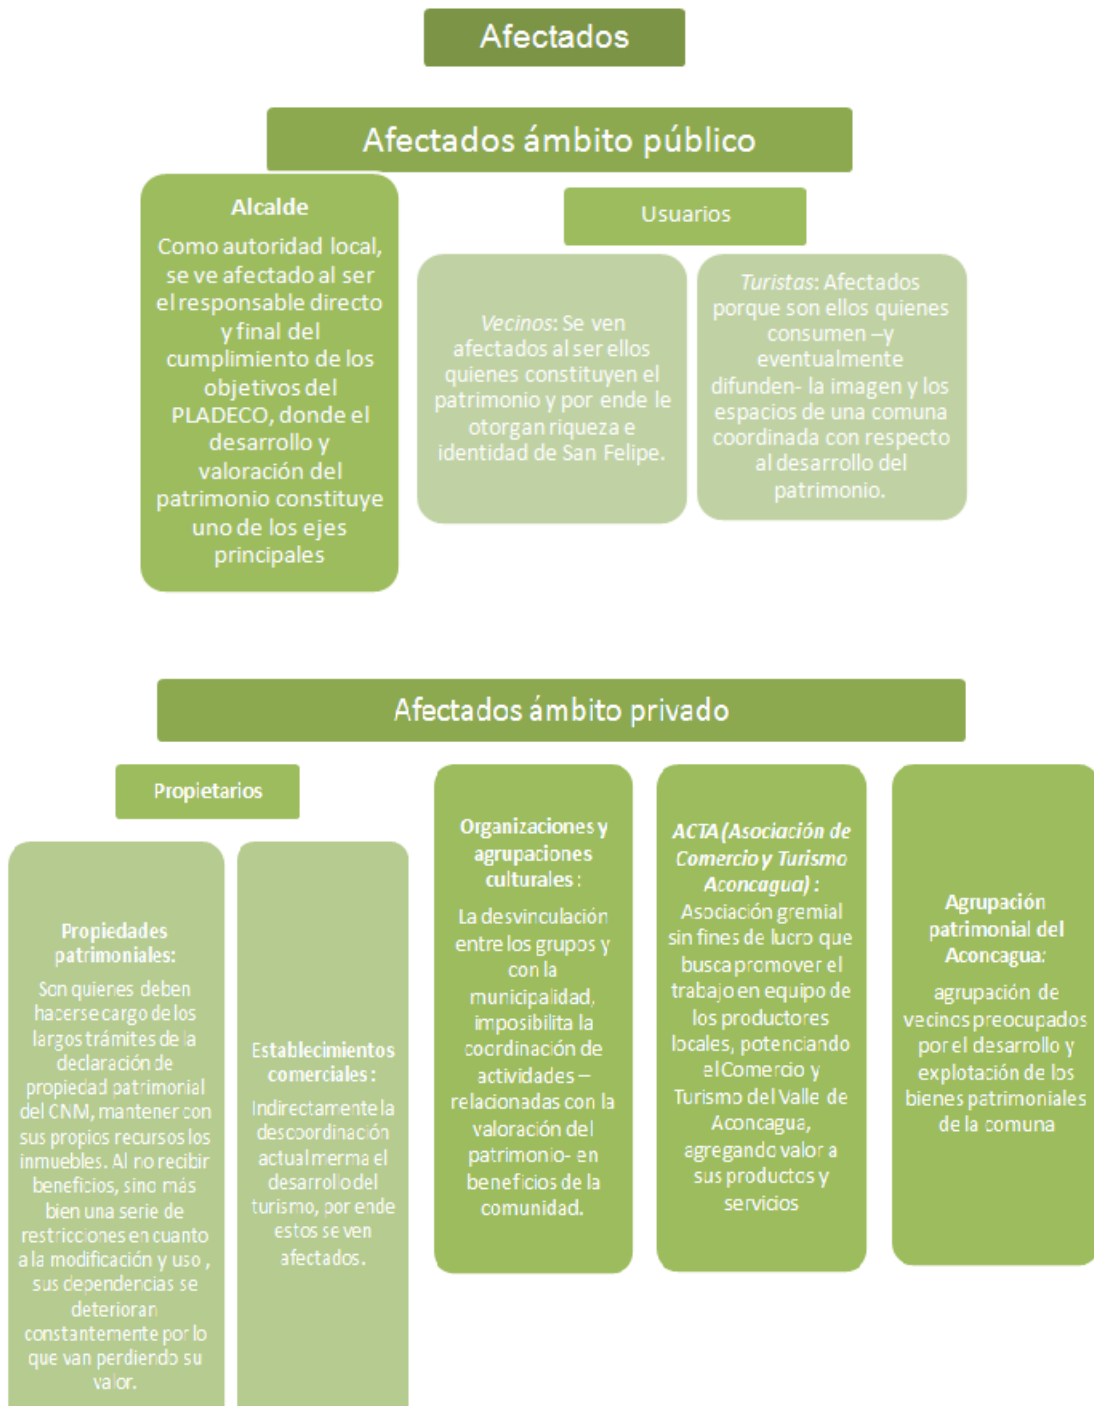 Afectados
Afectados ámbito público
Alcalde
Como autoridad local,
se ve afectado al ser
el responsable directo
y final del
cumplimiento de los
objetivos del
PLADECO, donde el
desarrollo y
valoración del
patrimonio constituye
uno de los ejes
principales
Usuarios
Vecinos: Se ven
afectados al ser ellos
quienes constituyen el
patrimonio y por ende le
otorgan riqueza e
identidad de San Felipe.
Turistas: Afectados
porque son ellos quienes
consumen –y
eventualmente
difunden- la imagen y los
espacios de una comuna
coordinada con respecto
al desarrollo del
patrimonio.
Afectados ámbito privado
Propietarios
Propiedades
patrimoniales:
Son quienes deben
hacerse cargo de los
largos trámites de la
declaración de
propiedad patrimonial
del CNM, mantener con
sus propios recursos los
inmuebles. Al no recibir
beneficios, sino más
bien una serie de
restricciones en cuanto
a la modificación y uso ,
sus dependencias se
deterioran
constantemente por lo
que van perdiendo su
valor.
Establecimientos
comerciales :
Indirectamente la
descoordinación
actual merma el
desarrollo del
turismo, por ende
estos se ven
afectados.
Organizaciones y
agrupaciones
culturales :
La desvinculación
entre los grupos y
con la
municipalidad,
imposibilita la
coordinación de
actividades –
relacionadas con la
valoración del
patrimonio- en
beneficios de la
comunidad.
ACTA (Asociación de
Comercio y Turismo
Aconcagua) :
Asociación gremial
sin fines de lucro que
busca promover el
trabajo en equipo de
los productores
locales, potenciando
el Comercio y
Turismo del Valle de
Aconcagua,
agregando valor a
sus productos y
servicios
Agrupación
patrimonial del
Aconcagua:
agrupación de
vecinos preocupados
por el desarrollo y
explotación de los
bienes patrimoniales
de la comuna